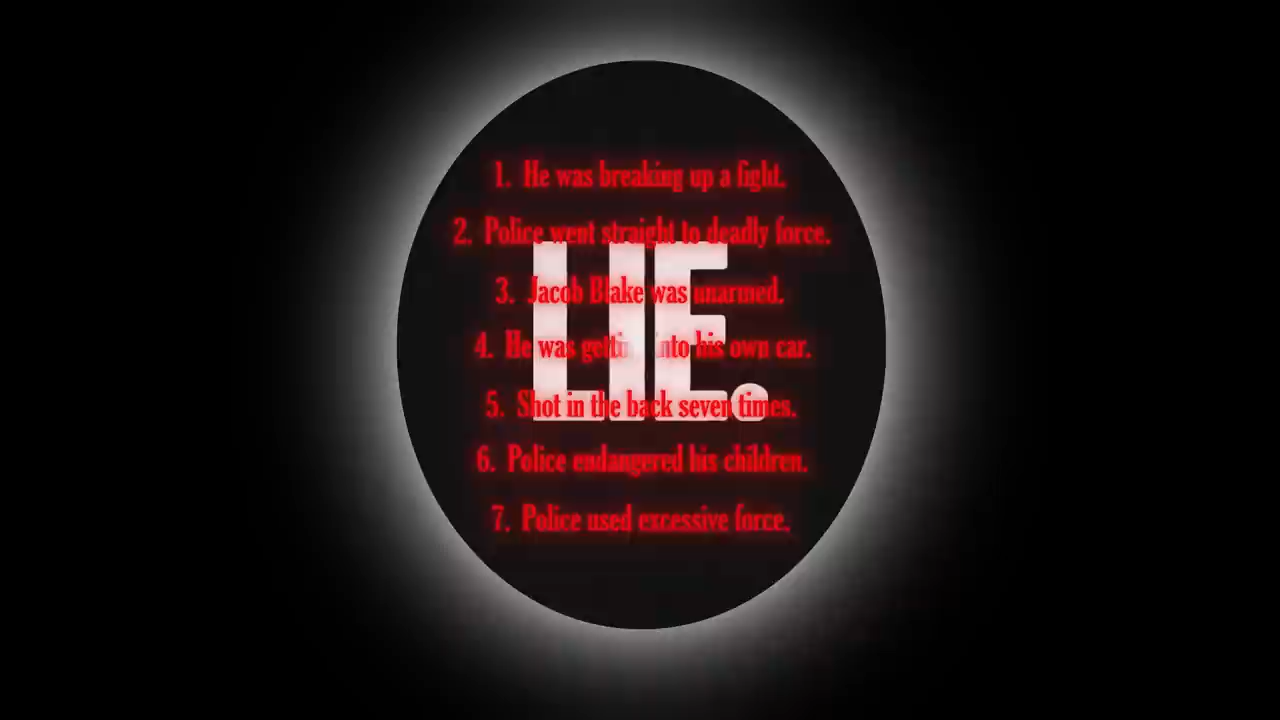 1. He was breaking up a fight.
2. Police went straight to deadly force.
LIE.
3. Jacob Blake was unarmed.
4. He was getting into his own car.
5. Shot in the back seven times.
6. Police endangered his children.
7. Police used excessive force.